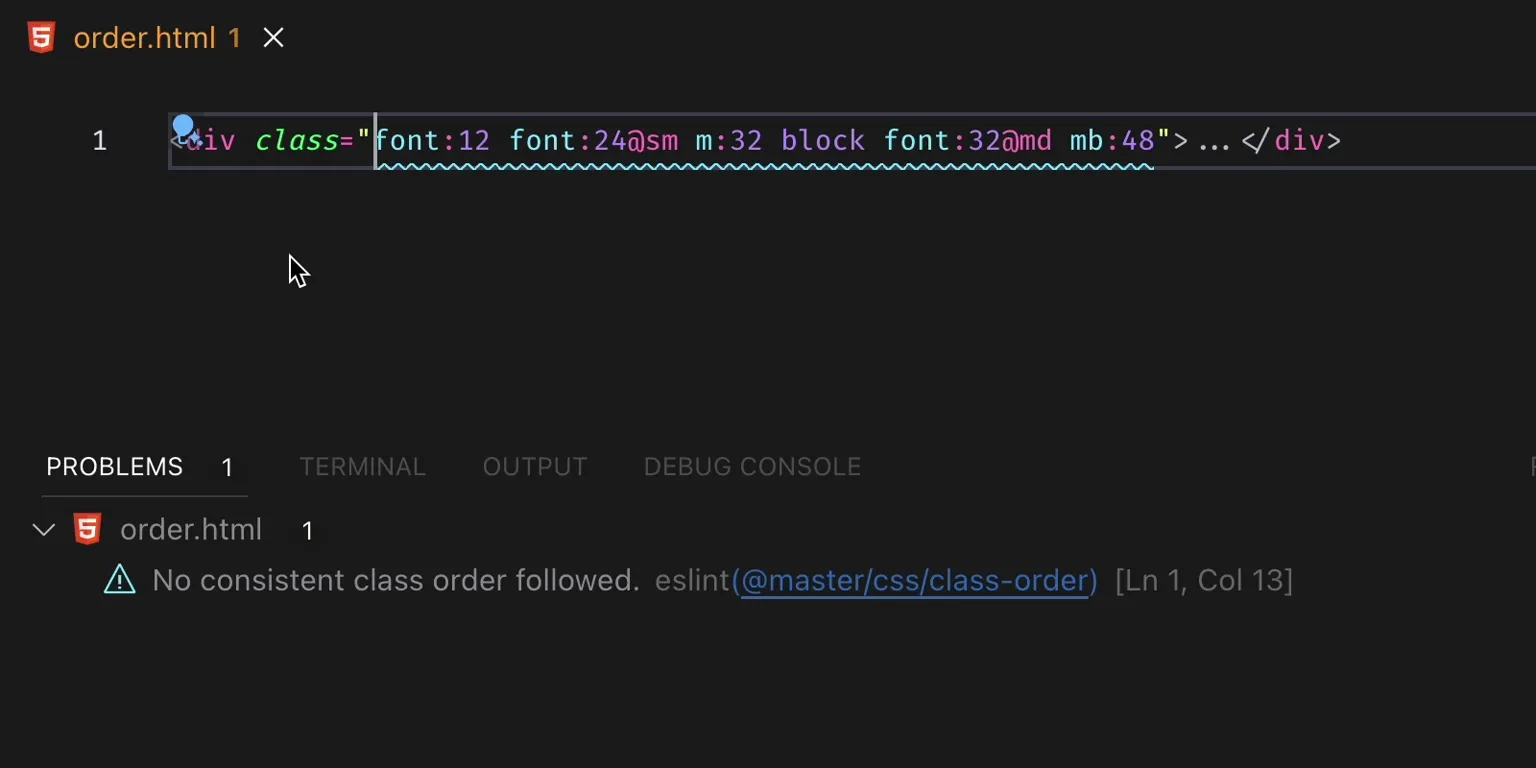 order.html 1
1 <div class="font:12 font:24@sm m:32 block font:32@md mb:48">...</div>
PROBLEMS 1 TERMINAL OUTPUT DEBUG CONSOLE
order.html 1
No consistent class order followed. eslint(@master/css/class-order) [Ln 1, Col 13]